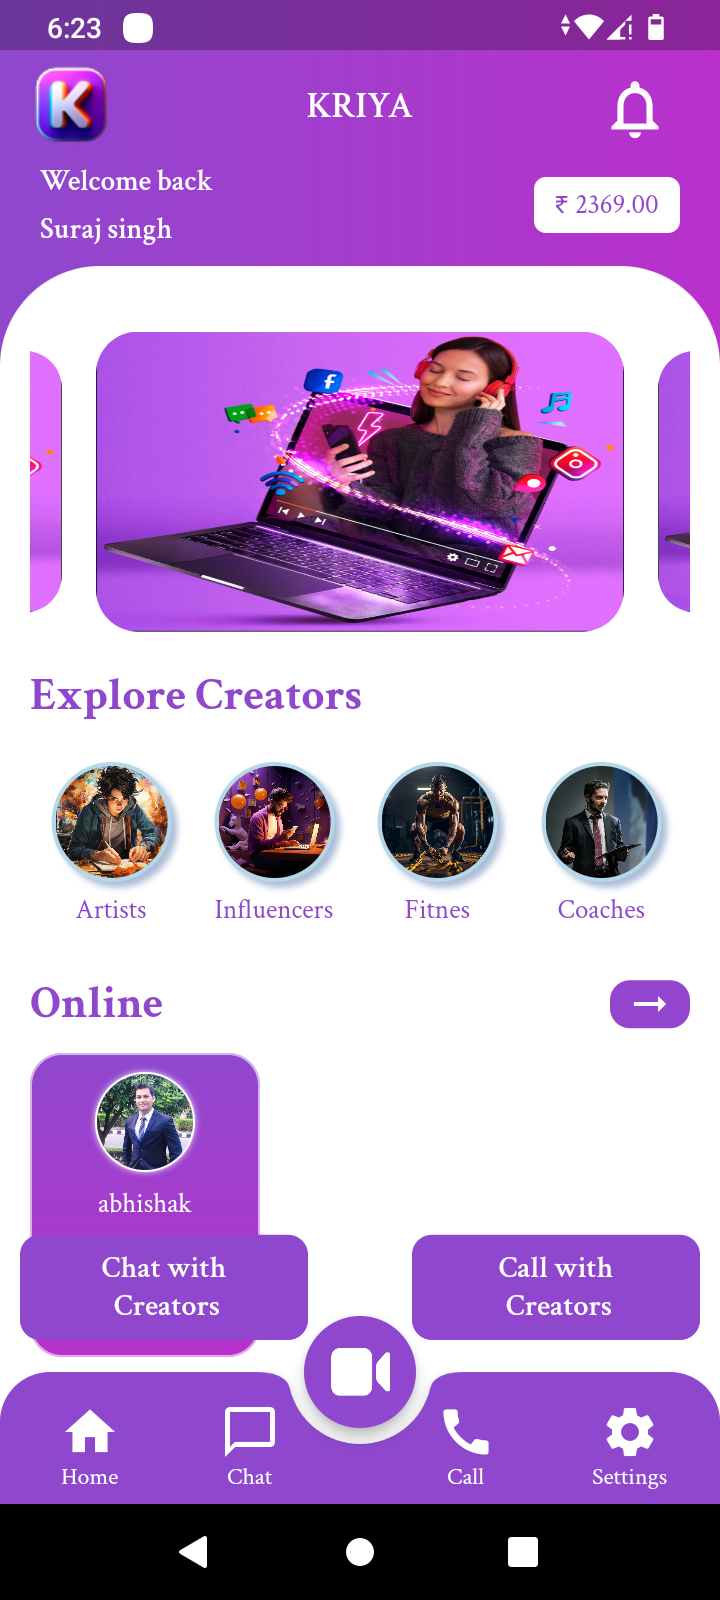 6:23
K
KRIYA
Welcome back
Suraj singh
₹ 2369.00
f
Explore Creators
Artists
Influencers
Fitnes
Coaches
Online
abhishak
Chat with
Creators
Call with
Creators
Home
Chat
Call
Settings